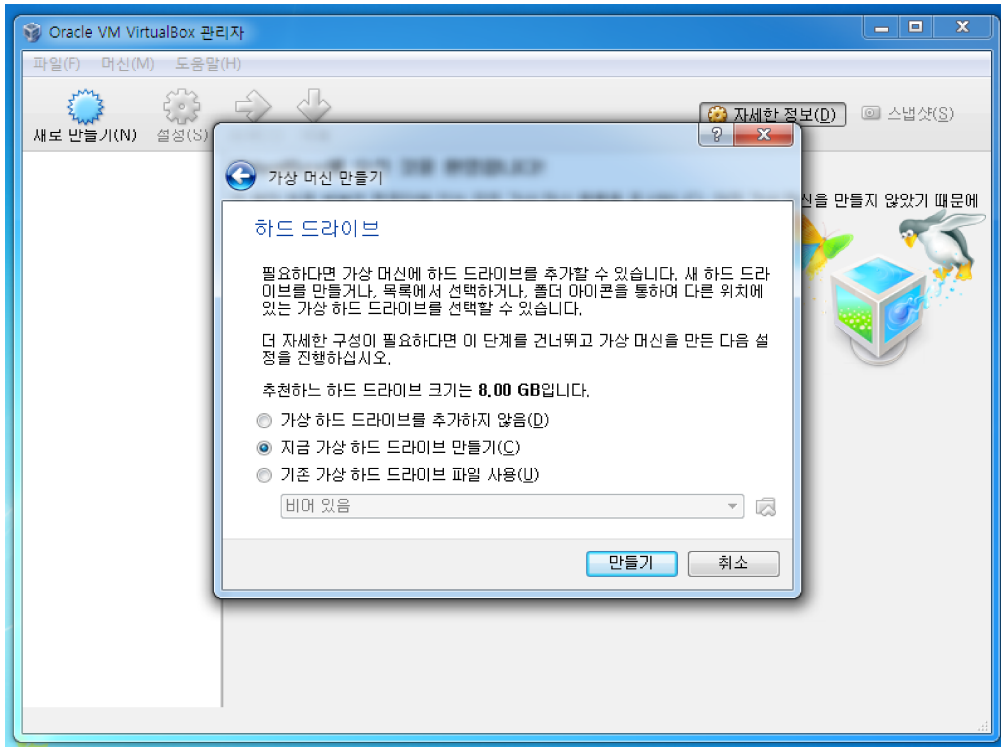 Oracle VM VirtualBox 관리자
파일(F) 머신(M) 도움말(H)
새로 만들기(N) 설정(S)
자세한 정보(D) 스냅샷(S)
가상 머신 만들기
신을 만들지 않았기 때문에
하드 드라이브
필요하다면 가상 머신에 하드 드라이브를 추가할 수 있습니다. 새 하드 드라
이브를 만들거나, 목록에서 선택하거나, 폴더 아이콘을 통하여 다른 위치에
있는 가상 하드 드라이브를 선택할 수 있습니다.
더 자세한 구성이 필요하다면 이 단계를 건너뛰고 가상 머신을 만든 다음 설
정을 진행하십시오.
추천하느 하드 드라이브 크기는 8.00 GB입니다.
가상 하드 드라이브를 추가하지 않음(D)
지금 가상 하드 드라이브 만들기(C)
기존 가상 하드 드라이브 파일 사용(U)
비어 있음
만들기 취소